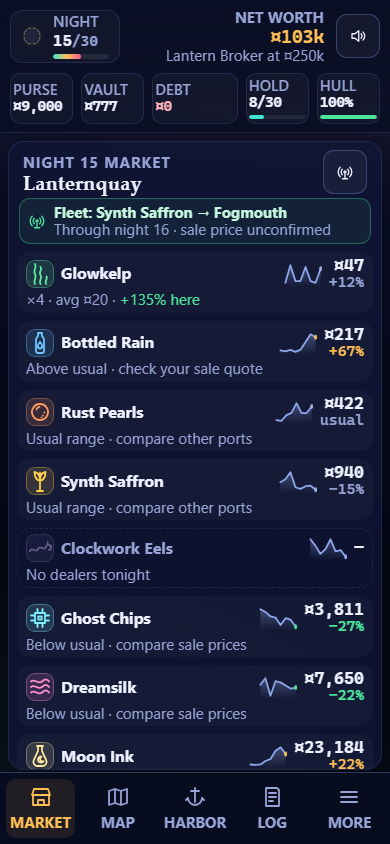 NIGHT
15/30
NET WORTH
¤103k
Lantern Broker at ¤250k
PURSE
¤9,000
VAULT
¤777
DEBT
¤0
HOLD
8/30
HULL
100%
NIGHT 15 MARKET
Lanternquay
Fleet: Synth Saffron → Fogmouth
Through night 16 · sale price unconfirmed
Glowkelp
¤47
+12%
×4 · avg ¤20 · +135% here
Bottled Rain
¤217
+67%
Above usual · check your sale quote
Rust Pearls
¤422
usual
Usual range · compare other ports
Synth Saffron
¤940
−15%
Usual range · compare other ports
Clockwork Eels
—
No dealers tonight
Ghost Chips
¤3,811
−27%
Below usual · compare sale prices
Dreamsilk
¤7,650
−22%
Below usual · compare sale prices
Moon Ink
¤23,184
+22%
MARKET
MAP
HARBOR
LOG
MORE